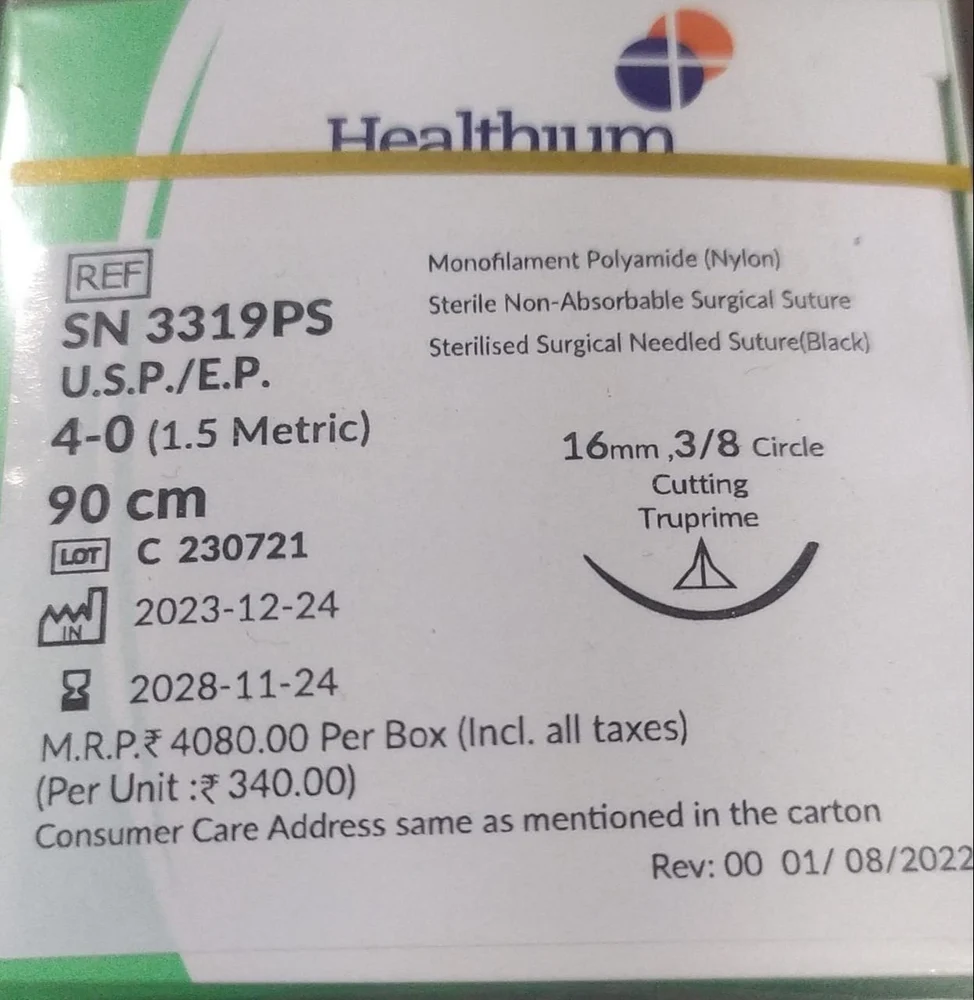 Healthium
REF
SN 3319PS
U.S.P./E.P.
4-0 (1.5 Metric)
90 cm
LOT C 230721
IN 2023-12-24
2028-11-24
Monofilament Polyamide (Nylon)
Sterile Non-Absorbable Surgical Suture
Sterilised Surgical Needled Suture(Black)
16mm ,3/8 Circle
Cutting
Truprime
M.R.P.₹ 4080.00 Per Box (Incl. all taxes)
(Per Unit :₹ 340.00)
Consumer Care Address same as mentioned in the carton
Rev: 00 01/ 08/2022